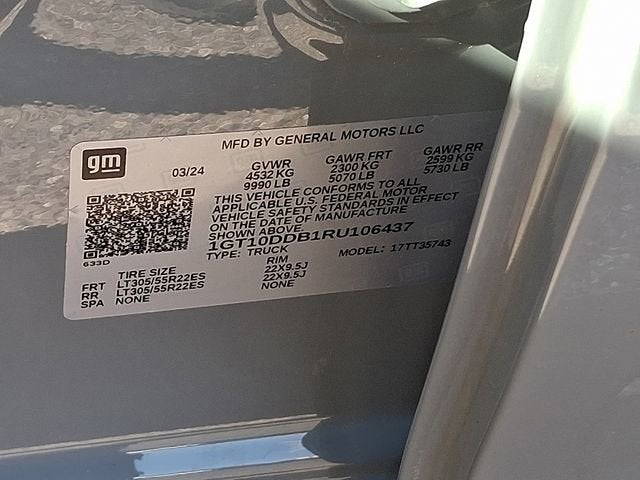 MFD BY GENERAL MOTORS LLC
gm
03/24
GVWR GAWR FRT GAWR RR
4532 KG 2300 KG 2599 KG
9990 LB 5070 LB 5730 LB
THIS VEHICLE CONFORMS TO ALL
APPLICABLE U.S. FEDERAL MOTOR
VEHICLE SAFETY STANDARDS IN EFFECT
ON THE DATE OF MANUFACTURE
SHOWN ABOVE.
1GT10DDB1RU106437
TYPE: TRUCK MODEL: 17TT35743
633D
TIRE SIZE RIM
FRT LT305/55R22ES 22X9.5J
RR LT305/55R22ES 22X9.5J
SPA NONE NONE